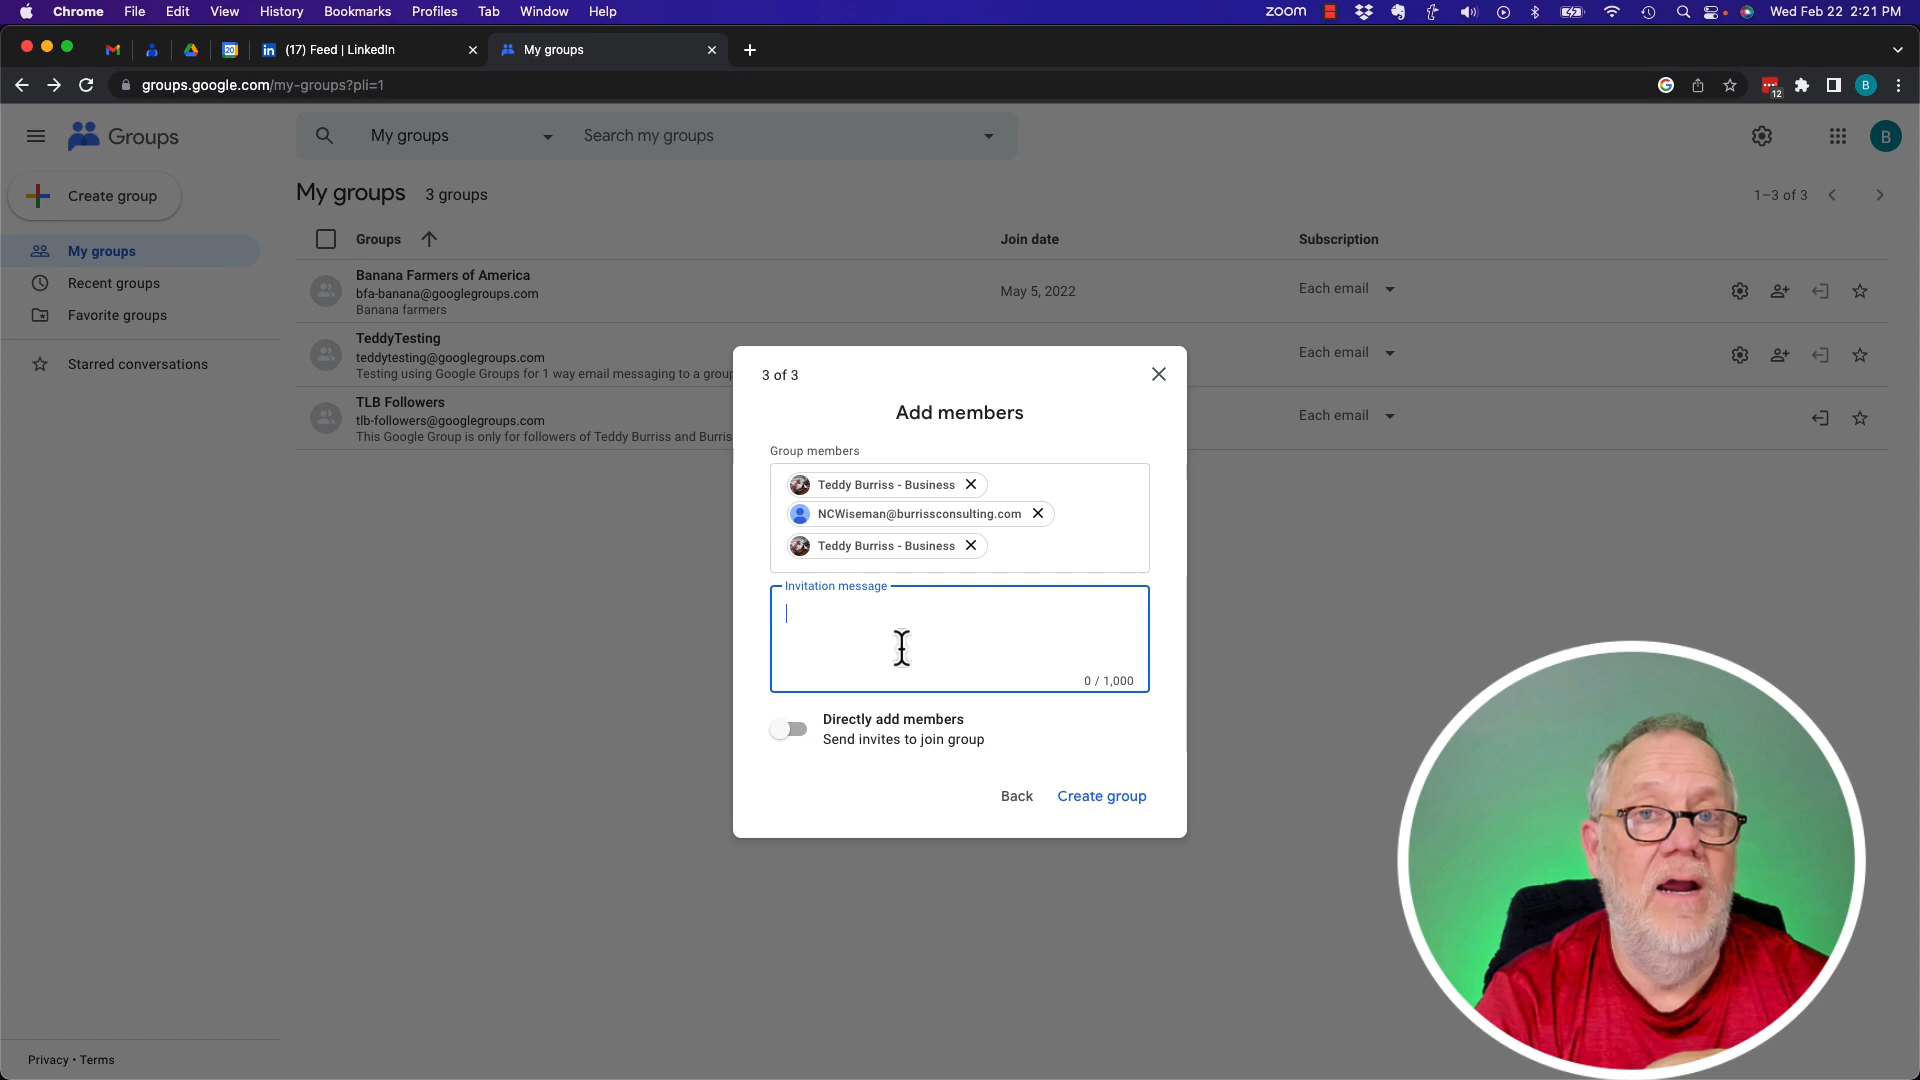 Chrome File Edit View History Bookmarks Profiles Tab Window Help zoom Wed Feb 22 2:21 PM
20 in (17) Feed | LinkedIn My groups
groups.google.com/my-groups?pli=1 12 B
Groups My groups Search my groups B
Create group
My groups 3 groups 1–3 of 3
Groups Join date Subscription
My groups
Recent groups
Favorite groups
Starred conversations
Banana Farmers of America
bfa-banana@googlegroups.com May 5, 2022 Each email
Banana farmers
TeddyTesting
teddytesting@googlegroups.com Each email
Testing using Google Groups for 1 way email messaging to a group
TLB Followers
tlb-followers@googlegroups.com Each email
This Google Group is only for followers of Teddy Burriss and Burris
3 of 3
Add members
Group members
Teddy Burriss - Business
NCWiseman@burrissconsulting.com
Teddy Burriss - Business
Invitation message
0 / 1,000
Directly add members
Send invites to join group
Back Create group
Privacy • Terms